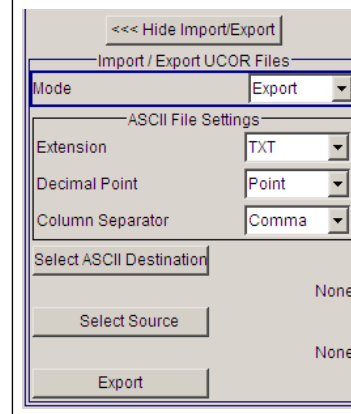 <<< Hide Import/Export
Import / Export UCOR Files
Mode Export
ASCII File Settings
Extension TXT
Decimal Point Point
Column Separator Comma
Select ASCII Destination
None
Select Source
None
Export